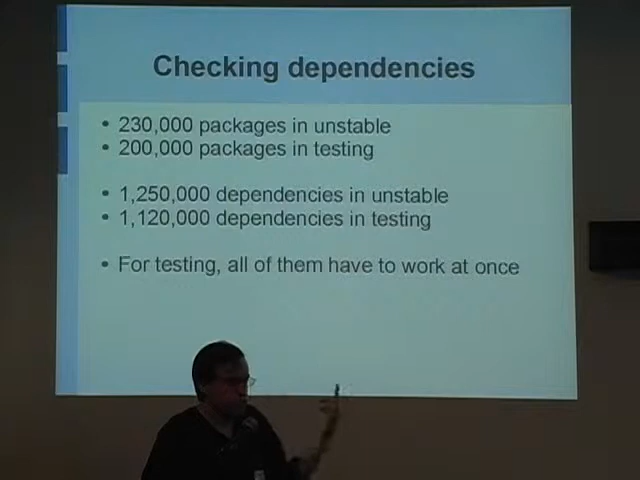 Checking dependencies
• 230,000 packages in unstable
• 200,000 packages in testing
• 1,250,000 dependencies in unstable
• 1,120,000 dependencies in testing
• For testing, all of them have to work at once